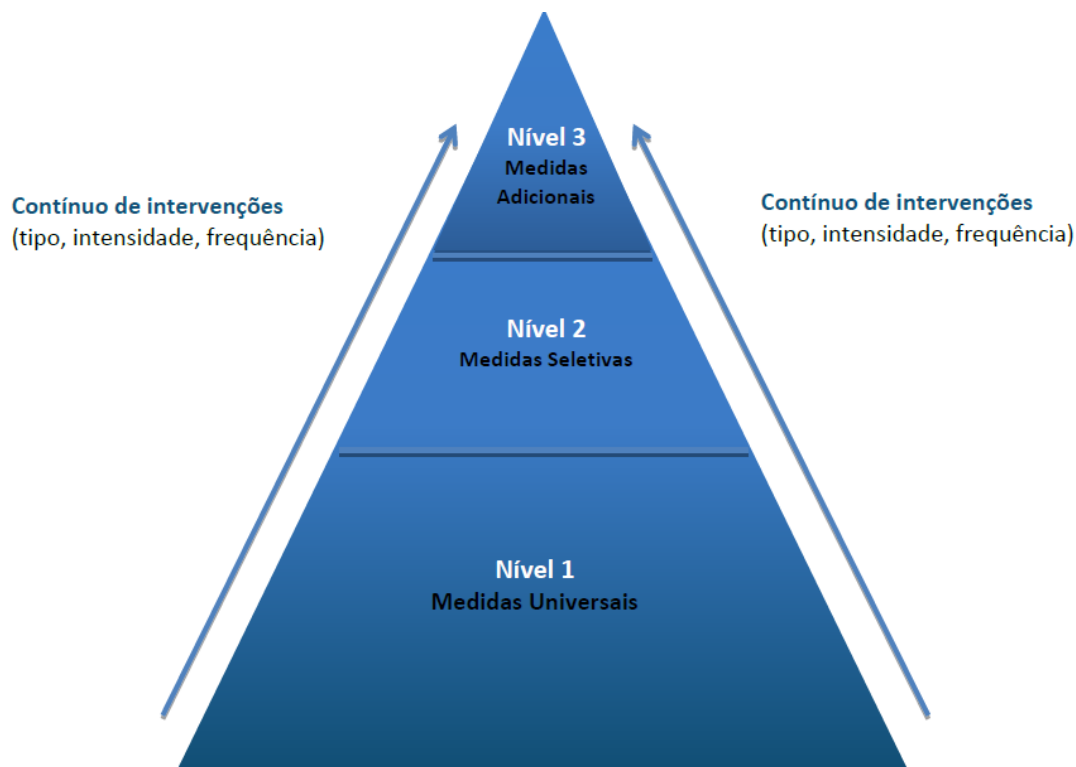 Nível 3
Medidas
Adicionais
Contínuo de intervenções
(tipo, intensidade, frequência)
Contínuo de intervenções
(tipo, intensidade, frequência)
Nível 2
Medidas Seletivas
Nível 1
Medidas Universais